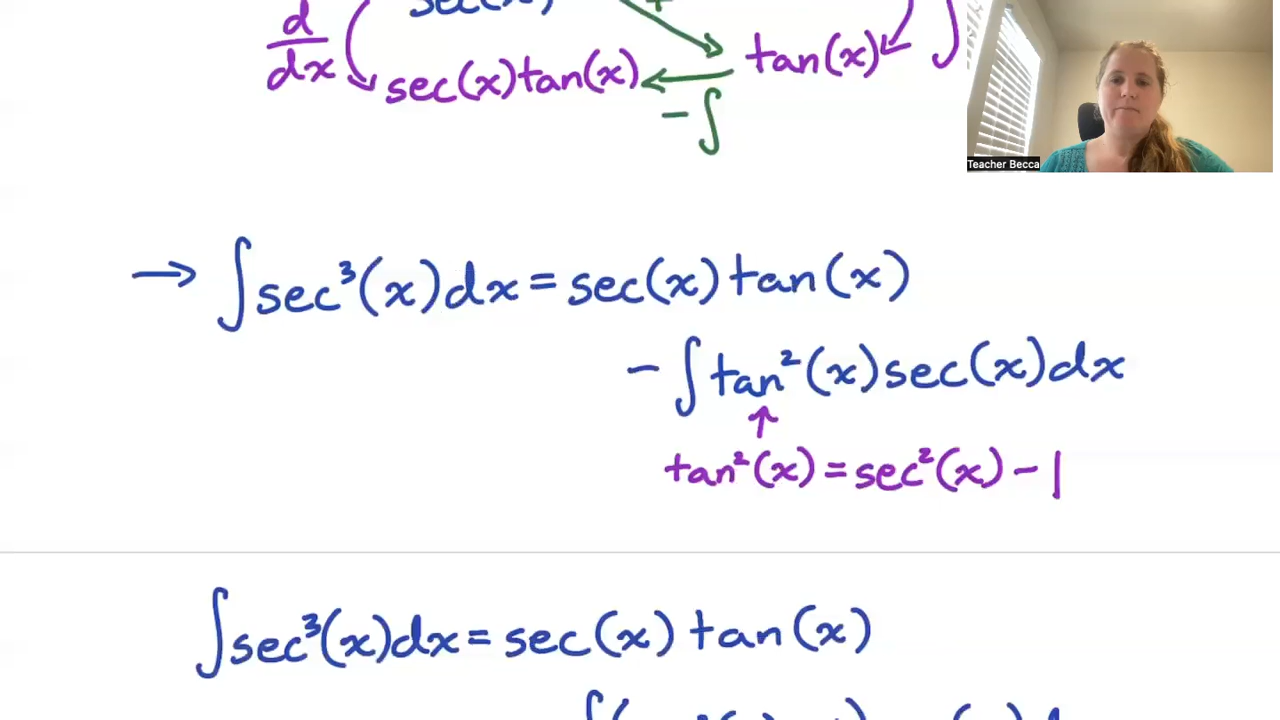 d/dx sec(x) +
sec(x)tan(x) tan(x) ∫
-∫
Teacher Becca
→ ∫sec³(x)dx = sec(x) tan(x)
- ∫tan²(x)sec(x)dx
↑
tan²(x) = sec²(x) - 1
∫sec³(x)dx = sec(x) tan(x)